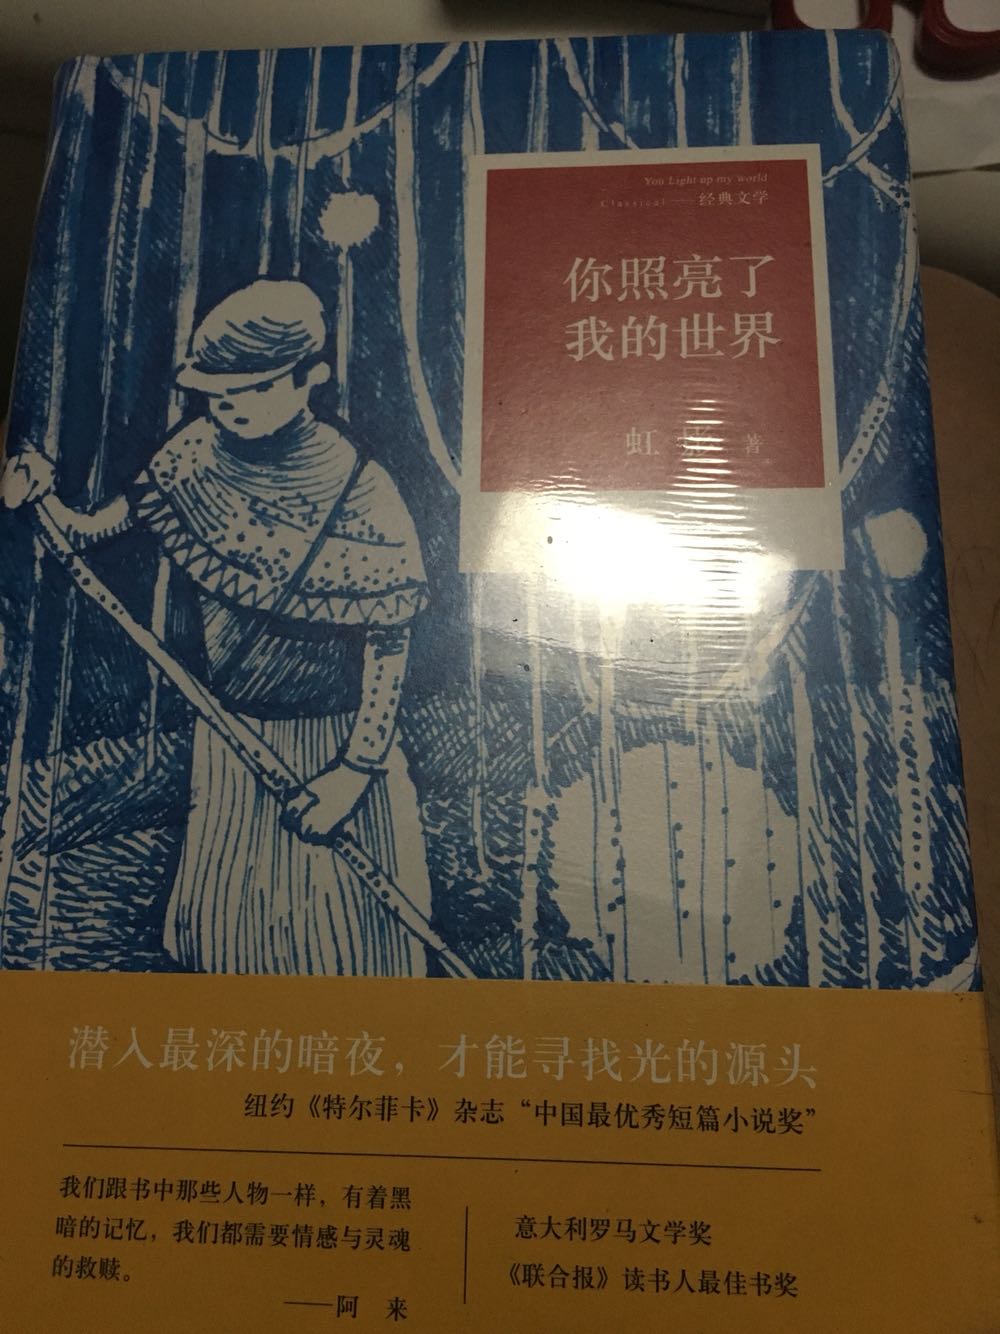 You Light up my world
Classical——经典文学
你照亮了
我的世界
虹影 著
潜入最深的暗夜，才能寻找光的源头
纽约《特尔菲卡》杂志“中国最优秀短篇小说奖”
我们跟书中那些人物一样，有着黑
暗的记忆，我们都需要情感与灵魂
的救赎。
——阿 来
意大利罗马文学奖
《联合报》读书人最佳书奖